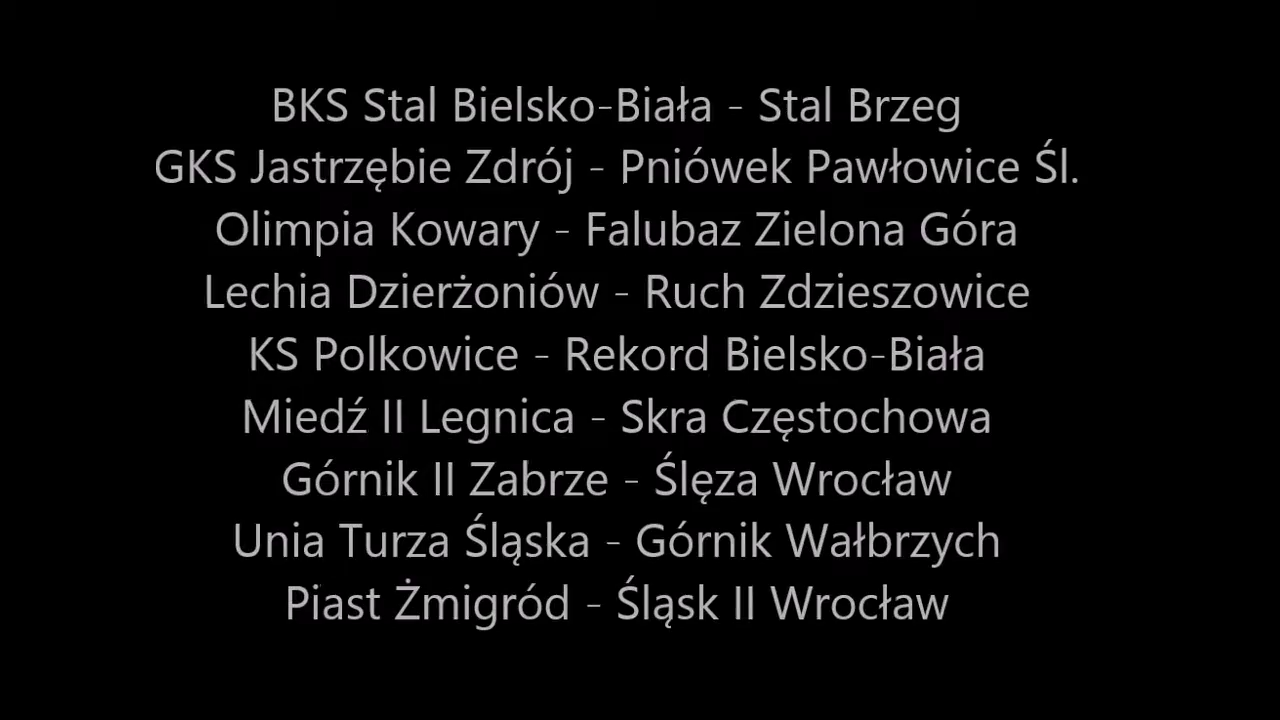 BKS Stal Bielsko-Biała - Stal Brzeg
GKS Jastrzębie Zdrój - Pniówek Pawłowice Śl.
Olimpia Kowary - Falubaz Zielona Góra
Lechia Dzierżoniów - Ruch Zdzieszowice
KS Polkowice - Rekord Bielsko-Biała
Miedź II Legnica - Skra Częstochowa
Górnik II Zabrze - Ślęza Wrocław
Unia Turza Śląska - Górnik Wałbrzych
Piast Żmigród - Śląsk II Wrocław